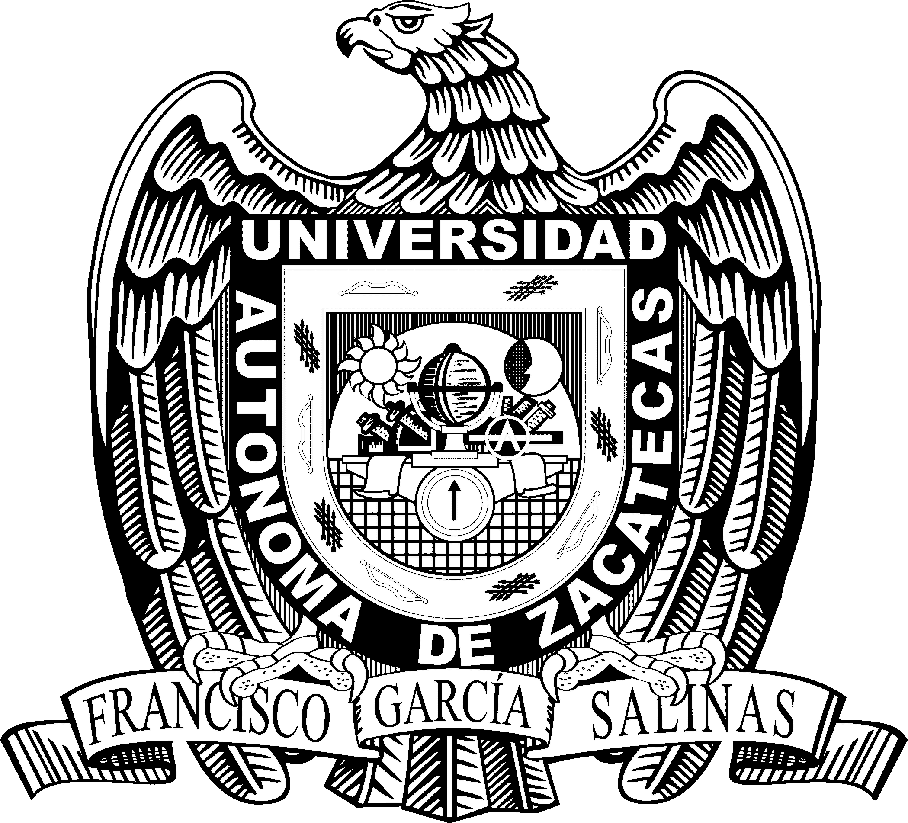 UNIVERSIDAD
AUTONOMA
DE
ZACATECAS
FRANCISCO GARCÍA SALINAS